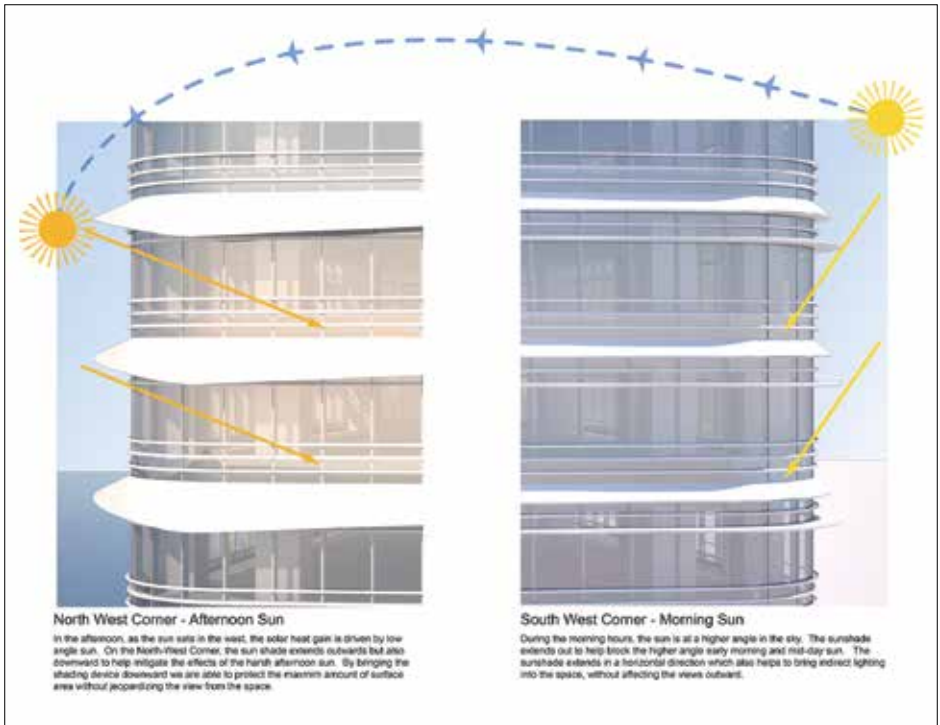 North West Corner - Afternoon Sun
In the afternoon, as the sun sets in the west, the solar heat gain is driven by low
angle sun. On the North-West Corner, the sun shade extends outwards but also
downward to help mitigate the effects of the harsh afternoon sun. By bringing the
shading device downward we are able to protect the maxmim amount of surface
area without jeopardizing the view from the space.
South West Corner - Morning Sun
During the morning hours, the sun is at a higher angle in the sky. The sunshade
extends out to help block the higher angle early morning and mid-day sun. The
sunshade extends in a horizontal direction which also helps to bring indirect lighting
into the space, without affecting the views outward.